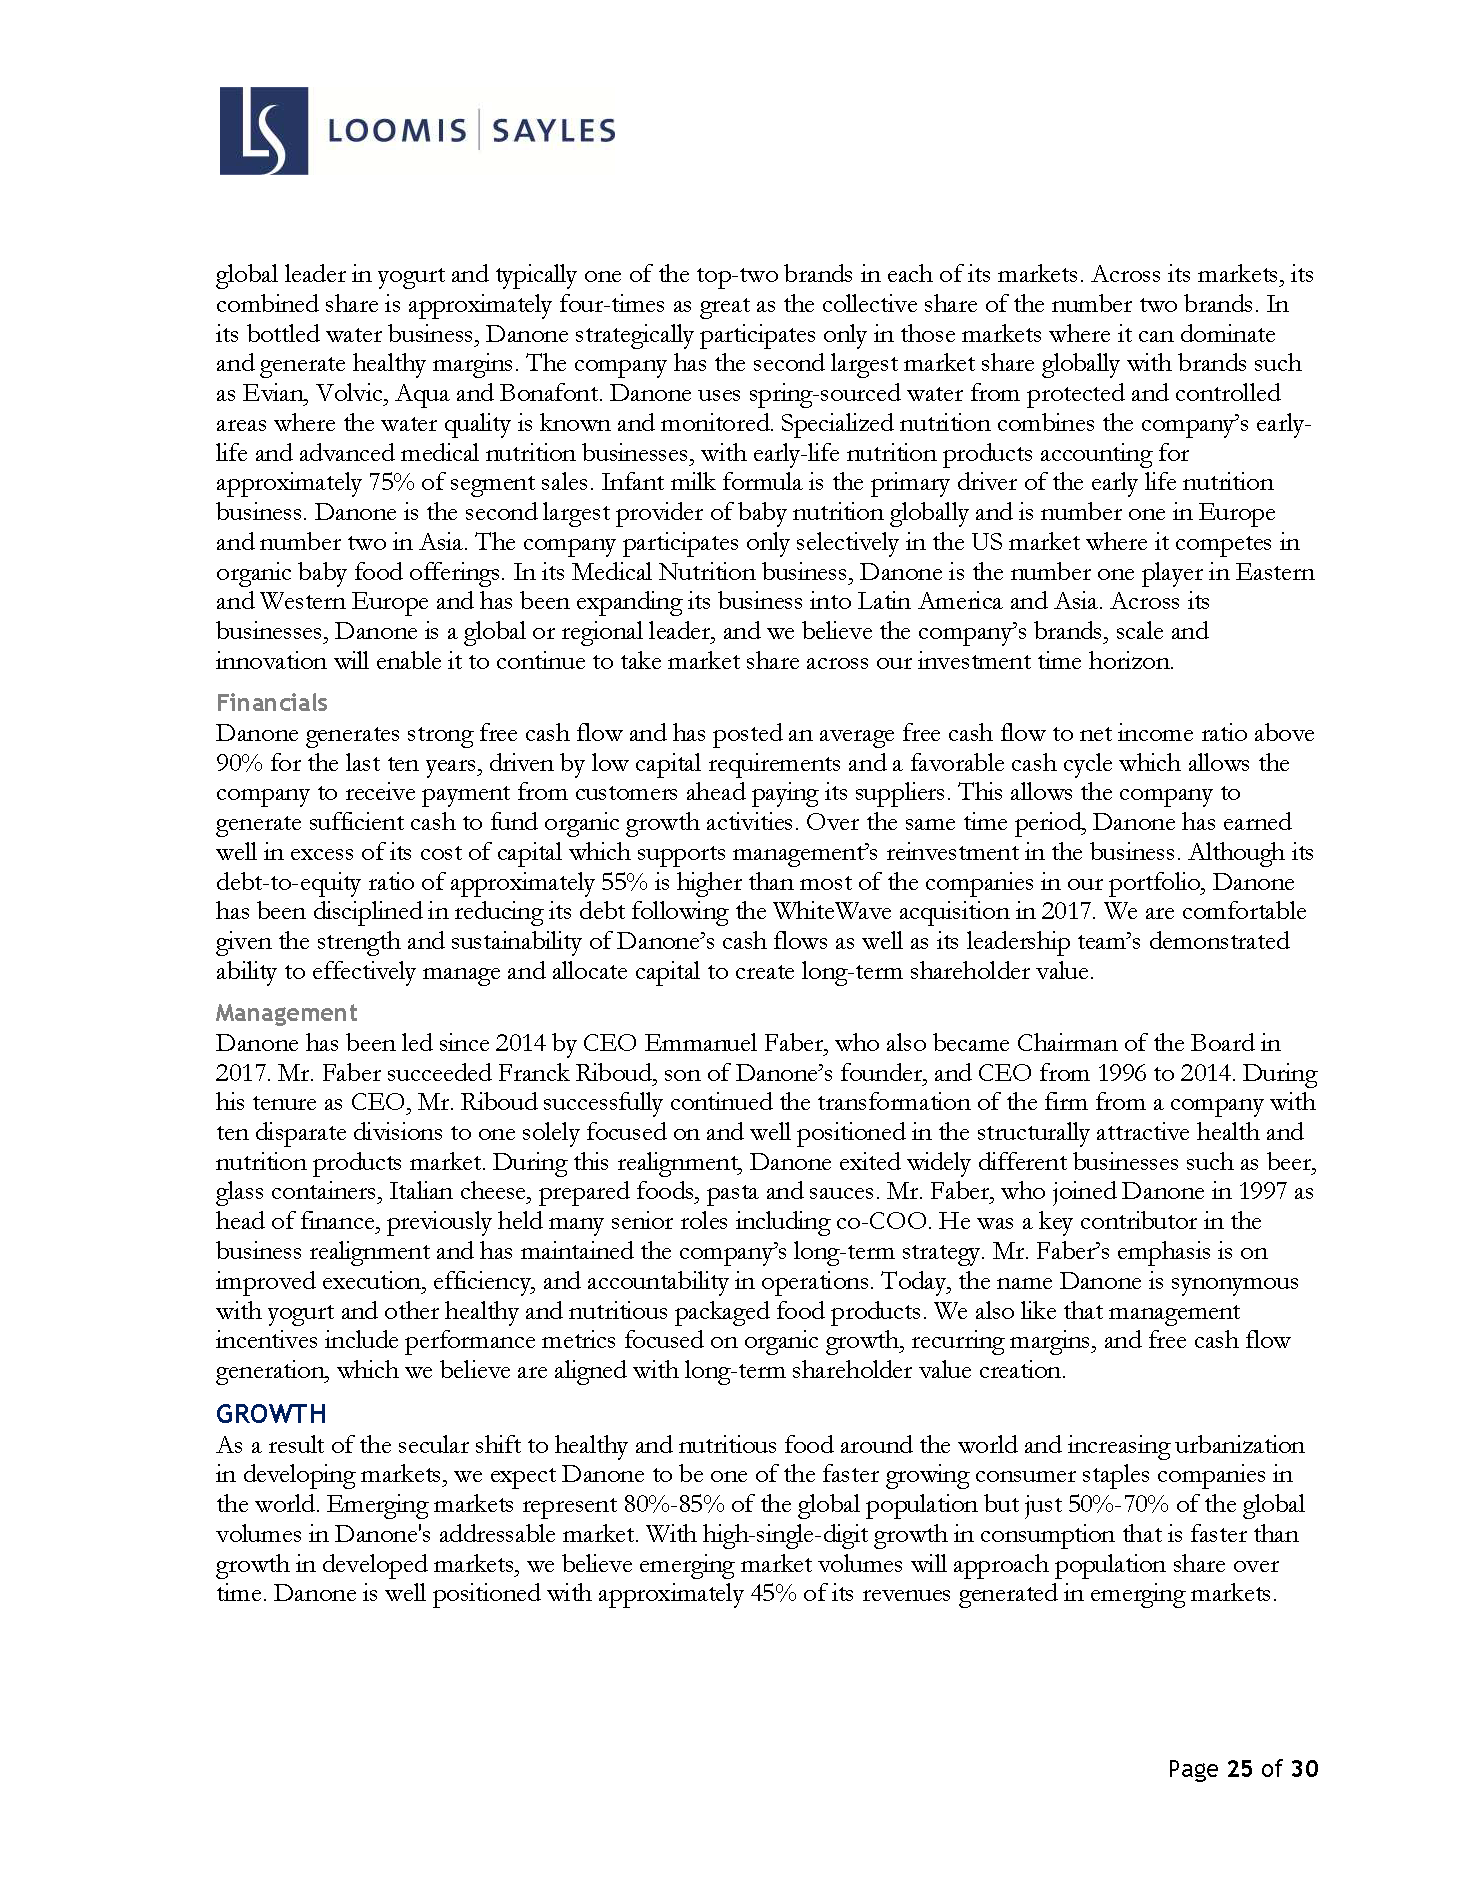 LS LOOMIS | SAYLES
global leader in yogurt and typically one of the top-two brands in each of its markets. Across its markets, its
combined share is approximately four-times as great as the collective share of the number two brands. In
its bottled water business, Danone strategically participates only in those markets where it can dominate
and generate healthy margins. The company has the second largest market share globally with brands such
as Evian, Volvic, Aqua and Bonafont. Danone uses spring-sourced water from protected and controlled
areas where the water quality is known and monitored. Specialized nutrition combines the company’s early-
life and advanced medical nutrition businesses, with early-life nutrition products accounting for
approximately 75% of segment sales. Infant milk formula is the primary driver of the early life nutrition
business. Danone is the second largest provider of baby nutrition globally and is number one in Europe
and number two in Asia. The company participates only selectively in the US market where it competes in
organic baby food offerings. In its Medical Nutrition business, Danone is the number one player in Eastern
and Western Europe and has been expanding its business into Latin America and Asia. Across its
businesses, Danone is a global or regional leader, and we believe the company’s brands, scale and
innovation will enable it to continue to take market share across our investment time horizon.
Financials
Danone generates strong free cash flow and has posted an average free cash flow to net income ratio above
90% for the last ten years, driven by low capital requirements and a favorable cash cycle which allows the
company to receive payment from customers ahead paying its suppliers. This allows the company to
generate sufficient cash to fund organic growth activities. Over the same time period, Danone has earned
well in excess of its cost of capital which supports management’s reinvestment in the business. Although its
debt-to-equity ratio of approximately 55% is higher than most of the companies in our portfolio, Danone
has been disciplined in reducing its debt following the WhiteWave acquisition in 2017. We are comfortable
given the strength and sustainability of Danone’s cash flows as well as its leadership team’s demonstrated
ability to effectively manage and allocate capital to create long-term shareholder value.
Management
Danone has been led since 2014 by CEO Emmanuel Faber, who also became Chairman of the Board in
2017. Mr. Faber succeeded Franck Riboud, son of Danone’s founder, and CEO from 1996 to 2014. During
his tenure as CEO, Mr. Riboud successfully continued the transformation of the firm from a company with
ten disparate divisions to one solely focused on and well positioned in the structurally attractive health and
nutrition products market. During this realignment, Danone exited widely different businesses such as beer,
glass containers, Italian cheese, prepared foods, pasta and sauces. Mr. Faber, who joined Danone in 1997 as
head of finance, previously held many senior roles including co-COO. He was a key contributor in the
business realignment and has maintained the company’s long-term strategy. Mr. Faber’s emphasis is on
improved execution, efficiency, and accountability in operations. Today, the name Danone is synonymous
with yogurt and other healthy and nutritious packaged food products. We also like that management
incentives include performance metrics focused on organic growth, recurring margins, and free cash flow
generation, which we believe are aligned with long-term shareholder value creation.
GROWTH
As a result of the secular shift to healthy and nutritious food around the world and increasing urbanization
in developing markets, we expect Danone to be one of the faster growing consumer staples companies in
the world. Emerging markets represent 80%-85% of the global population but just 50%-70% of the global
volumes in Danone's addressable market. With high-single-digit growth in consumption that is faster than
growth in developed markets, we believe emerging market volumes will approach population share over
time. Danone is well positioned with approximately 45% of its revenues generated in emerging markets.
Page 25 of 30